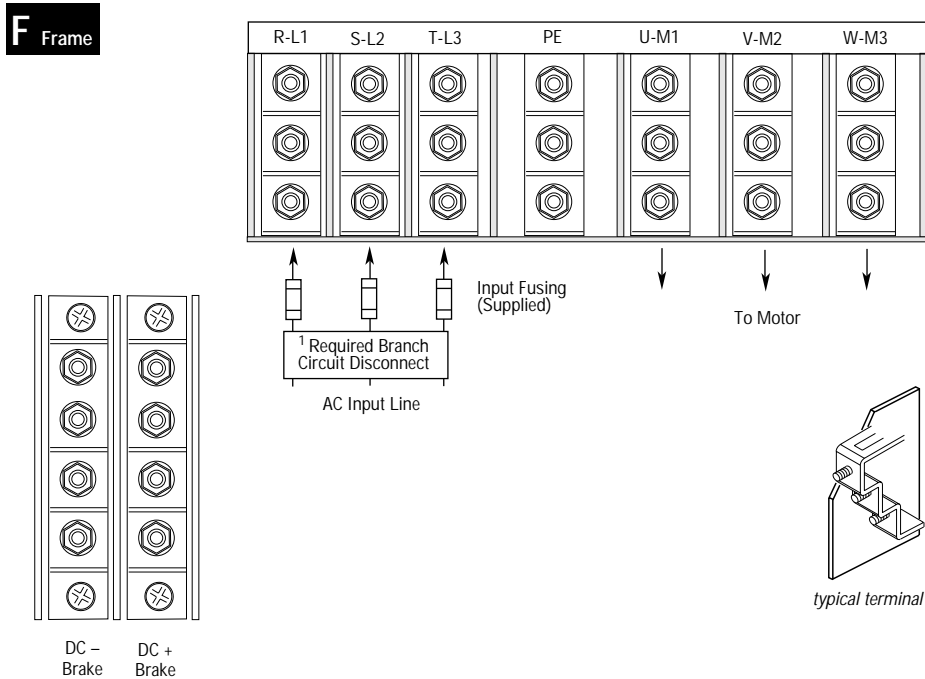 F Frame
R-L1 S-L2 T-L3 PE U-M1 V-M2 W-M3
Input Fusing
(Supplied)
To Motor
1 Required Branch
Circuit Disconnect
AC Input Line
typical terminal
DC – Brake
DC + Brake